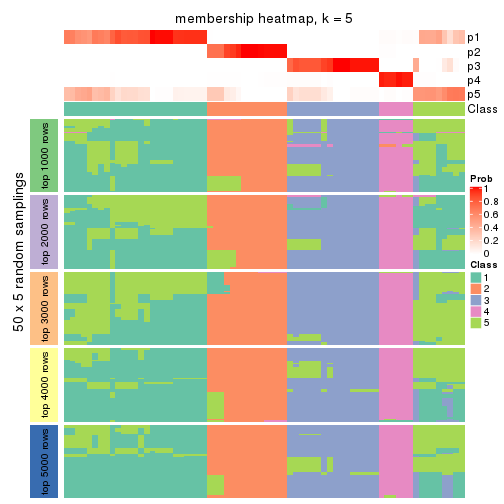 membership heatmap, k = 5
p1
p2
p3
p4
p5
Class
50 x 5 random samplings
top 1000 rows
top 2000 rows
top 3000 rows
top 4000 rows
top 5000 rows
Prob
1
0.8
0.6
0.4
0.2
0
Class
1
2
3
4
5